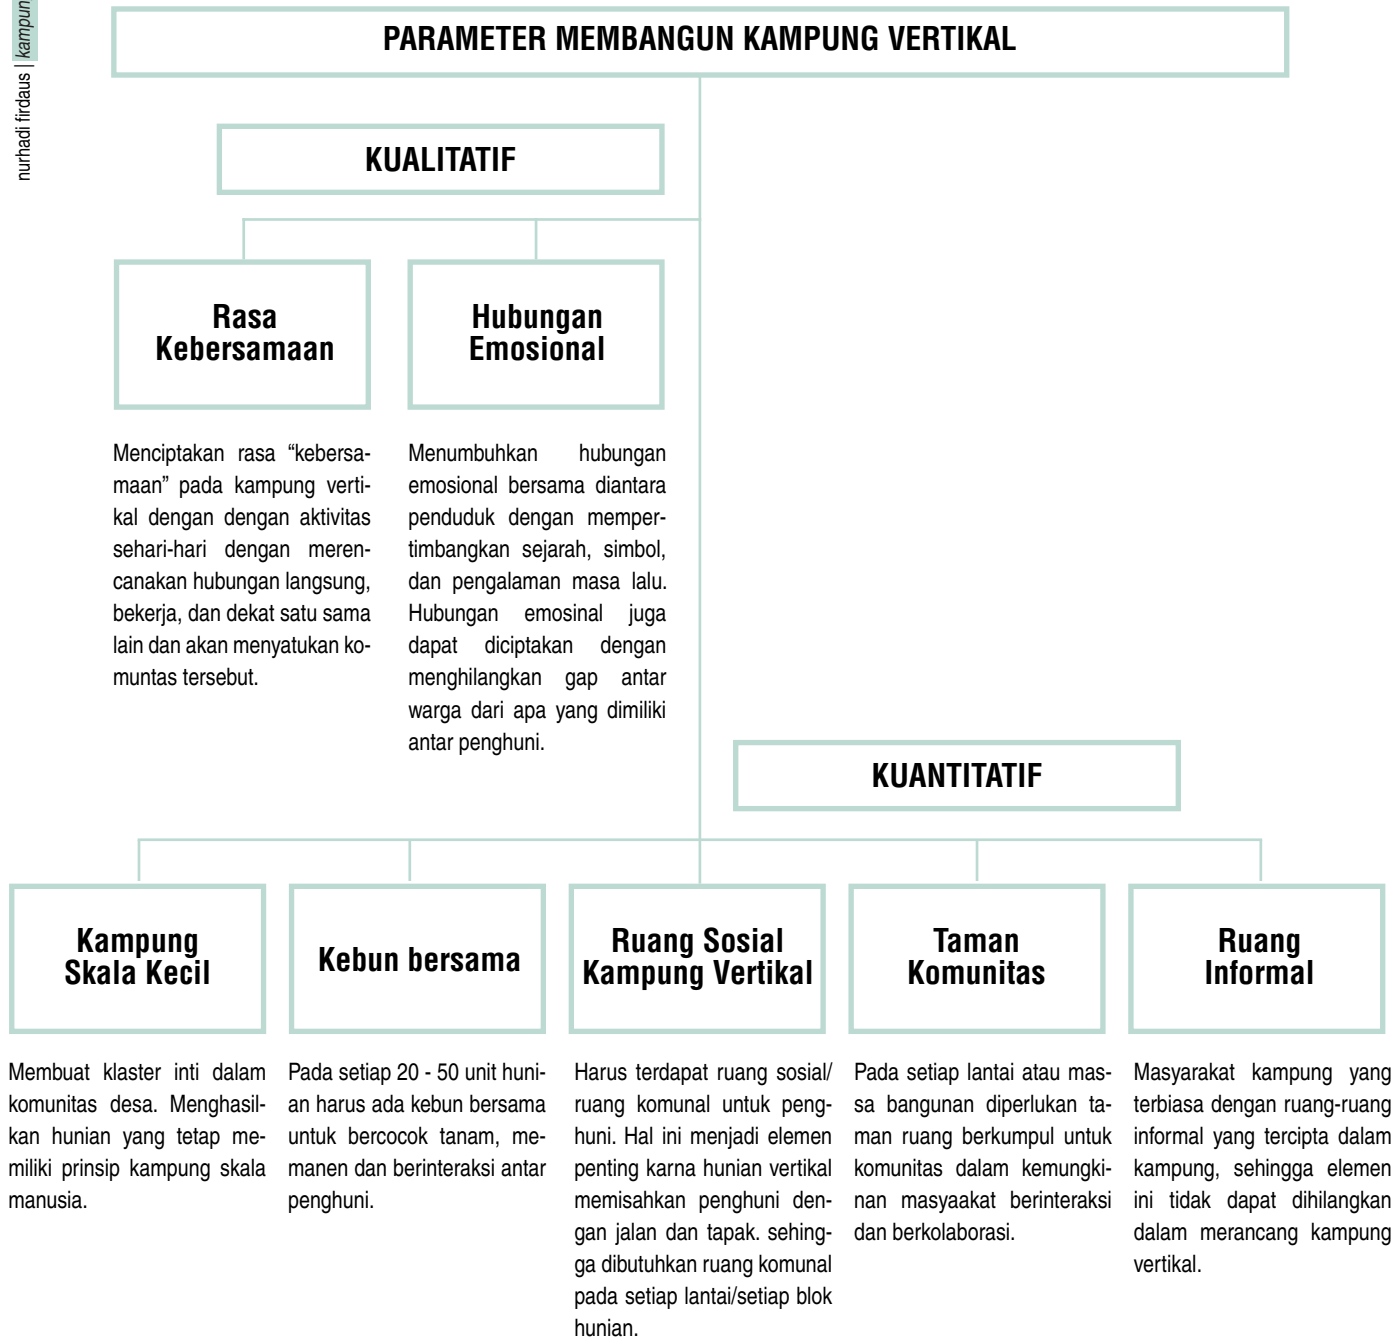 nurhadi firdaus | kampung
PARAMETER MEMBANGUN KAMPUNG VERTIKAL
KUALITATIF
Rasa
Kebersamaan
Menciptakan rasa “kebersa-
maan” pada kampung verti-
kal dengan dengan aktivitas
sehari-hari dengan meren-
canakan hubungan langsung,
bekerja, dan dekat satu sama
lain dan akan menyatukan ko-
muntas tersebut.
Hubungan
Emosional
Menumbuhkan hubungan
emosional bersama diantara
penduduk dengan memper-
timbangkan sejarah, simbol,
dan pengalaman masa lalu.
Hubungan emosinal juga
dapat diciptakan dengan
menghilangkan gap antar
warga dari apa yang dimiliki
antar penghuni.
KUANTITATIF
Kampung
Skala Kecil
Membuat klaster inti dalam
komunitas desa. Menghasil-
kan hunian yang tetap me-
miliki prinsip kampung skala
manusia.
Kebun bersama
Pada setiap 20 - 50 unit huni-
an harus ada kebun bersama
untuk bercocok tanam, me-
manen dan berinteraksi antar
penghuni.
Ruang Sosial
Kampung Vertikal
Harus terdapat ruang sosial/
ruang komunal untuk peng-
huni. Hal ini menjadi elemen
penting karna hunian vertikal
memisahkan penghuni den-
gan jalan dan tapak. sehing-
ga dibutuhkan ruang komunal
pada setiap lantai/setiap blok
hunian.
Taman
Komunitas
Pada setiap lantai atau mas-
sa bangunan diperlukan ta-
man ruang berkumpul untuk
komunitas dalam kemungki-
nan masyaakat berinteraksi
dan berkolaborasi.
Ruang
Informal
Masyarakat kampung yang
terbiasa dengan ruang-ruang
informal yang tercipta dalam
kampung, sehingga elemen
ini tidak dapat dihilangkan
dalam merancang kampung
vertikal.